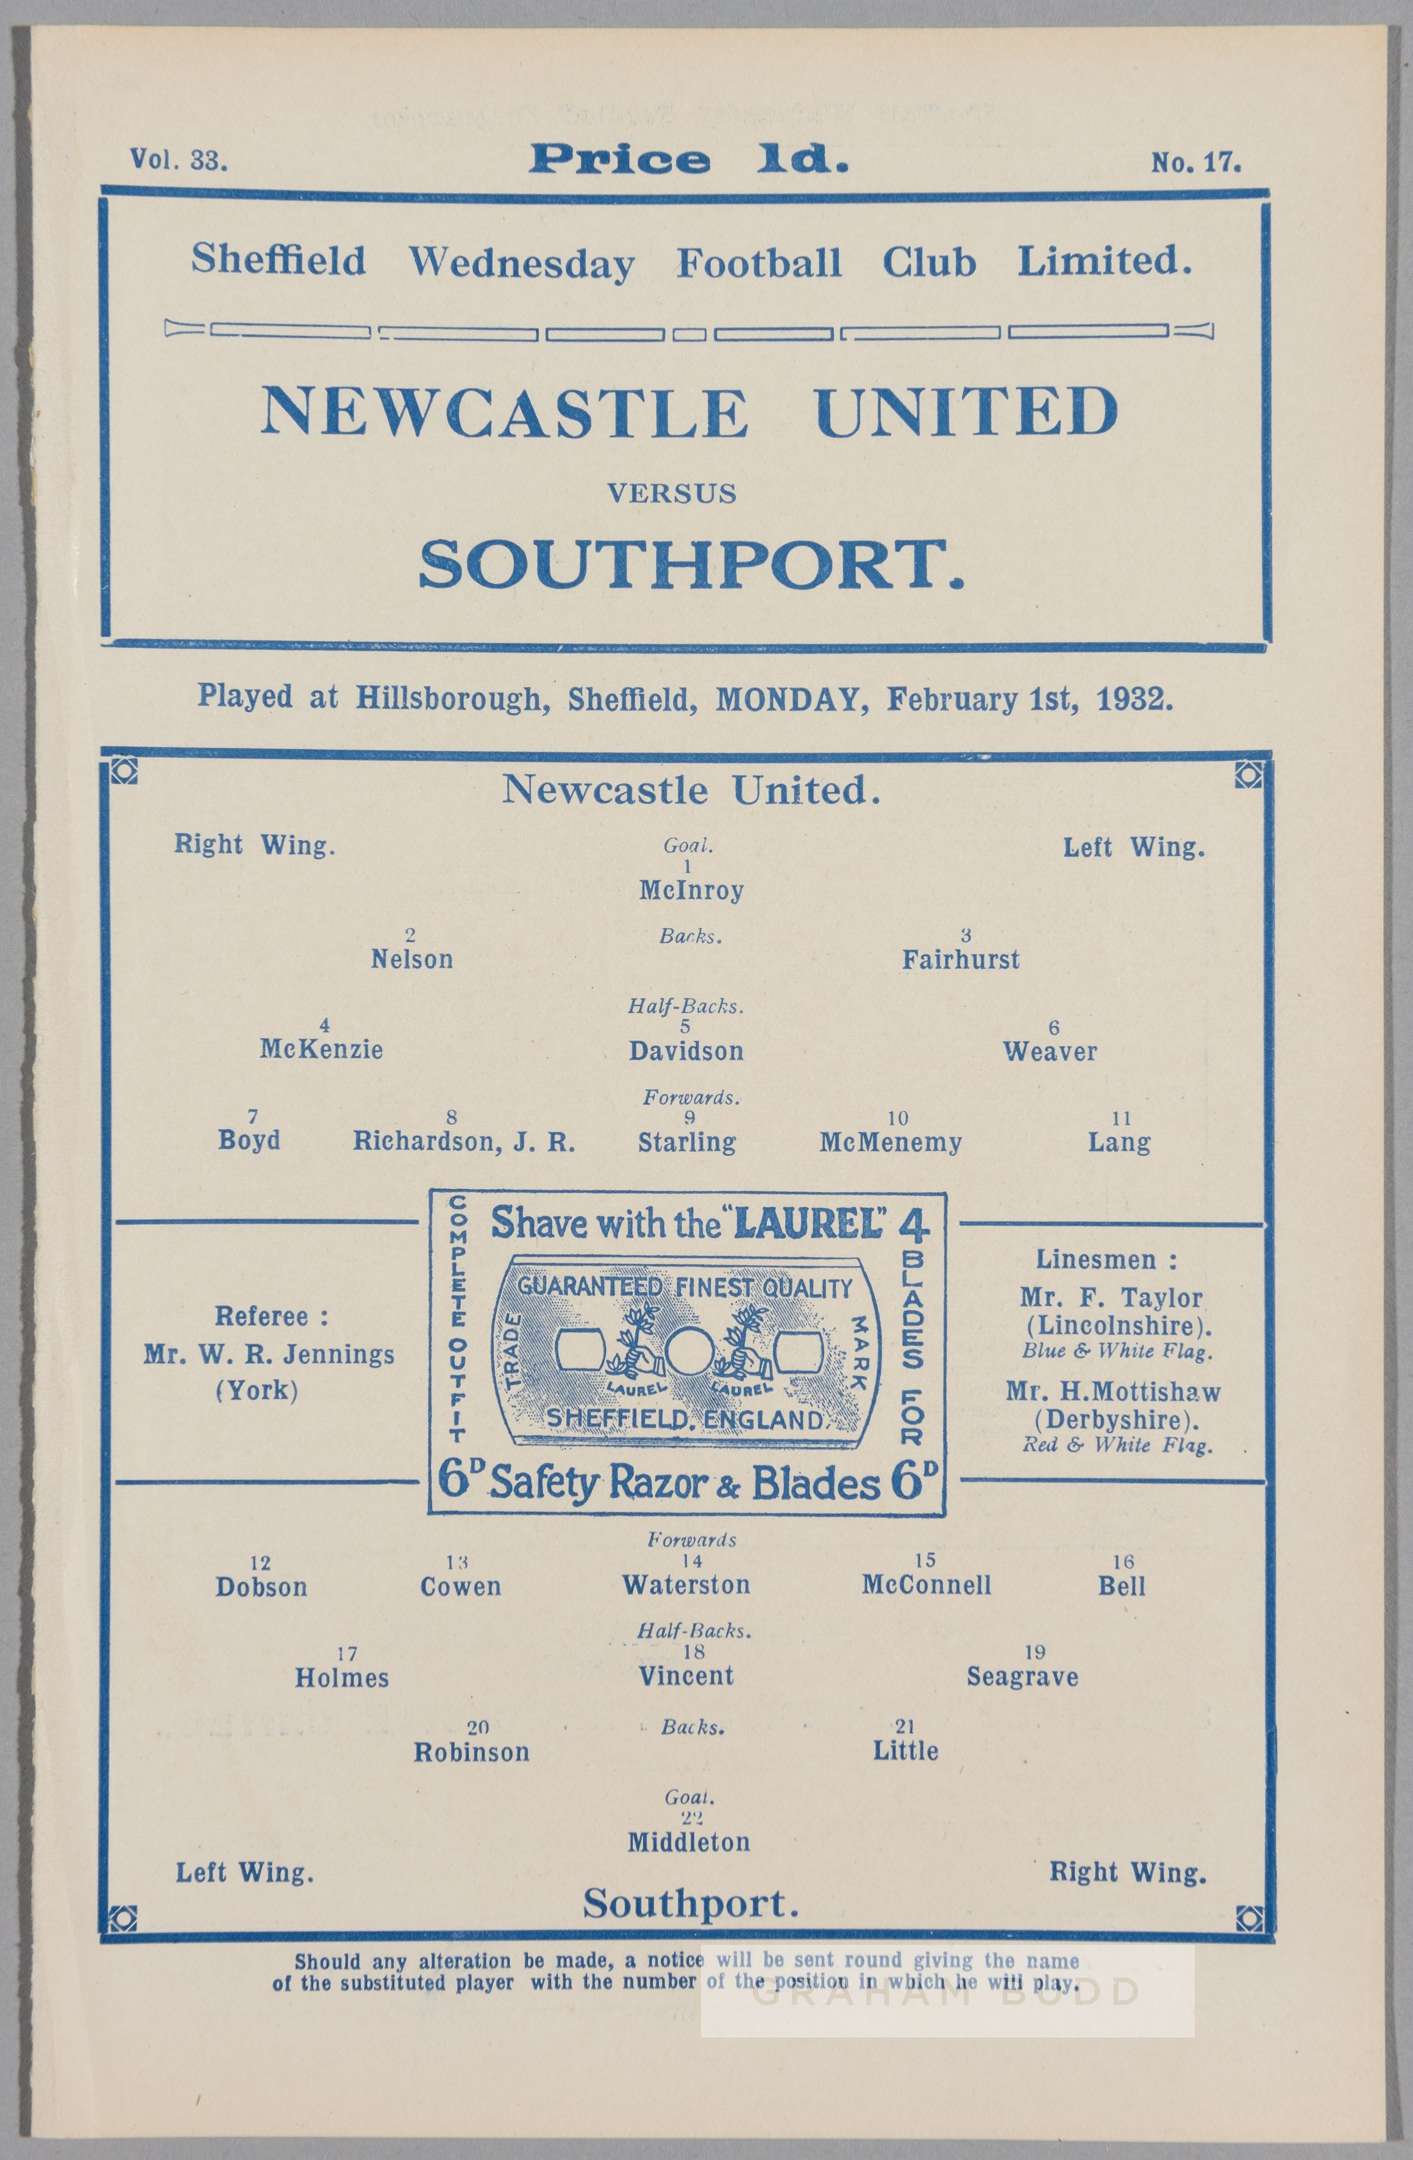 Vol. 33. Price 1d. No. 17.
Sheffield Wednesday Football Club Limited.
NEWCASTLE UNITED
VERSUS
SOUTHPORT.
Played at Hillsborough, Sheffield, MONDAY, February 1st, 1932.
Newcastle United.
Right Wing. Goal. Left Wing.
1
McInroy
2 Backs. 3
Nelson Fairhurst
Half-Backs.
4 5 6
McKenzie Davidson Weaver
Forwards.
7 8 9 10 11
Boyd Richardson, J. R. Starling McMenemy Lang
Referee :
Mr. W. R. Jennings
(York)
COMPLETE OUTFIT
Shave with the "LAUREL" 4
BLADES FOR
GUARANTEED FINEST QUALITY
TRADE MARK
LAUREL LAUREL
SHEFFIELD. ENGLAND.
6D Safety Razor & Blades 6D
Linesmen :
Mr. F. Taylor
(Lincolnshire).
Blue & White Flag.
Mr. H.Mottishaw
(Derbyshire).
Red & White Flag.
Forwards
12 13 14 15 16
Dobson Cowen Waterston McConnell Bell
Half-Backs.
17 18 19
Holmes Vincent Seagrave
20 Backs. 21
Robinson Little
Goal.
22
Middleton
Left Wing. Right Wing.
Southport.
Should any alteration be made, a notice will be sent round giving the name
of the substituted player with the number of the position in which he will play.
GRAHAM BUDD